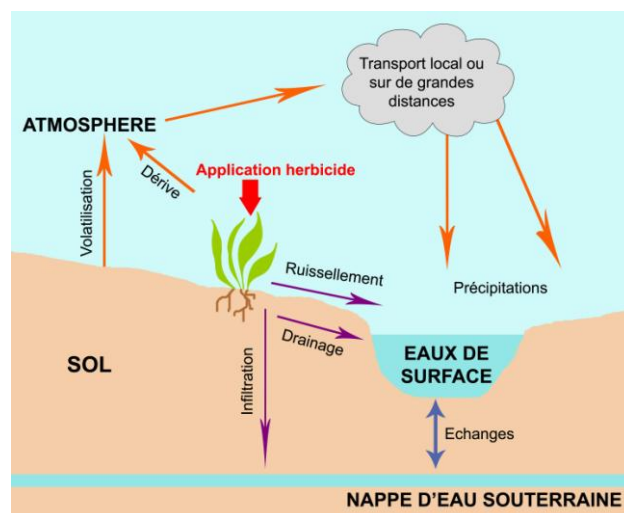 Transport local ou
sur de grandes
distances
ATMOSPHERE
Application herbicide
Dérive
Volatilisation
Ruissellement
Précipitations
Drainage
SOL
EAUX DE
SURFACE
Infiltration
Echanges
NAPPE D'EAU SOUTERRAINE